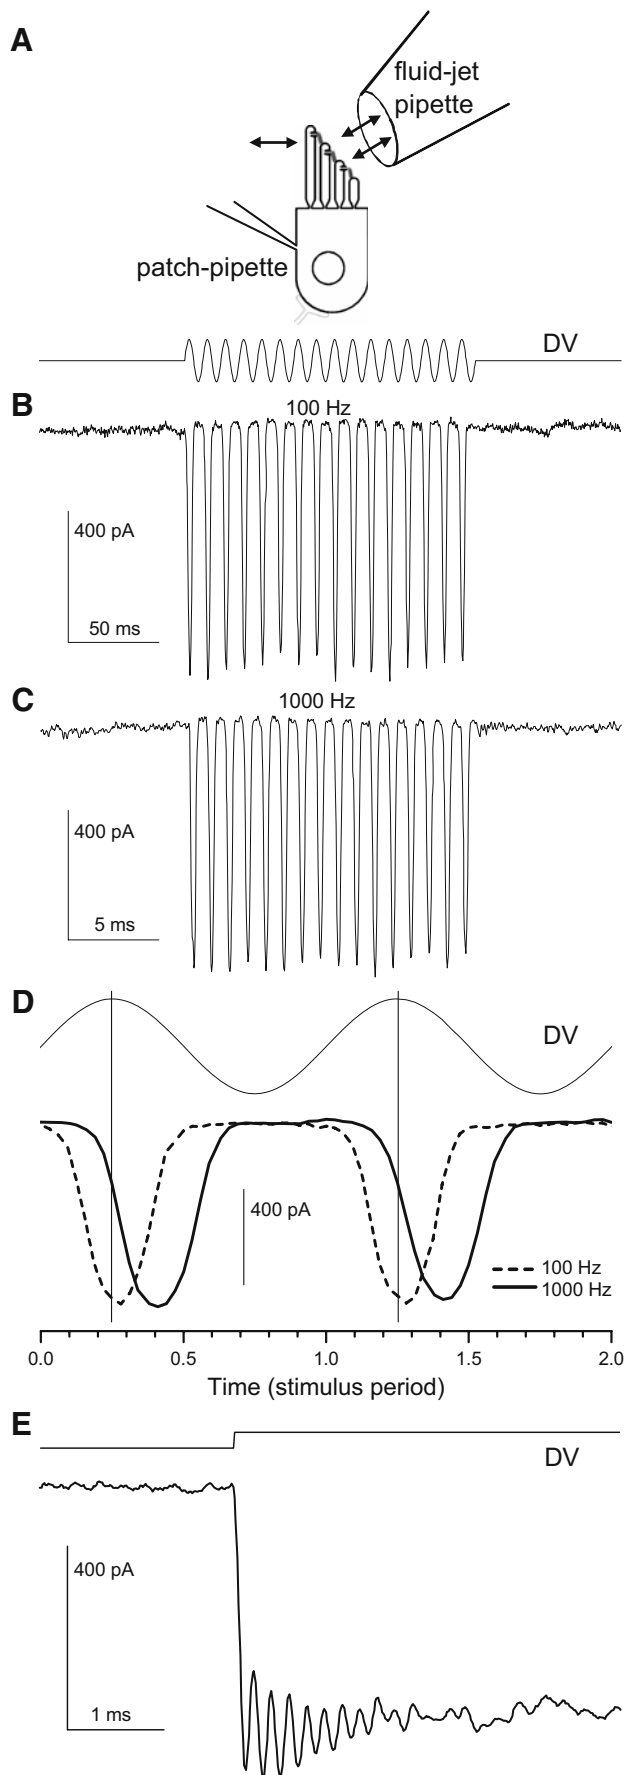 A
fluid-jet
pipette
patch-pipette
DV
B
100 Hz
400 pA
50 ms
C
1000 Hz
400 pA
5 ms
D
DV
400 pA
100 Hz
1000 Hz
0.0 0.5 1.0 1.5 2.0
Time (stimulus period)
E
DV
400 pA
1 ms